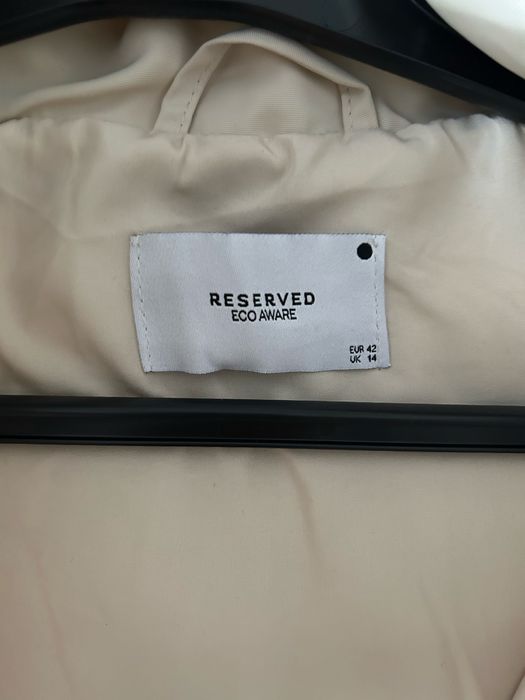 RESERVED
ECO AWARE
EUR 42
UK 14